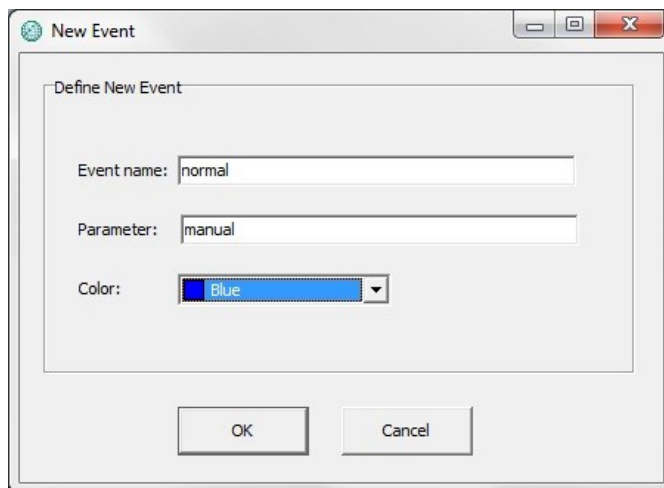 New Event
Define New Event
Event name: normal
Parameter: manual
Color: Blue
OK Cancel